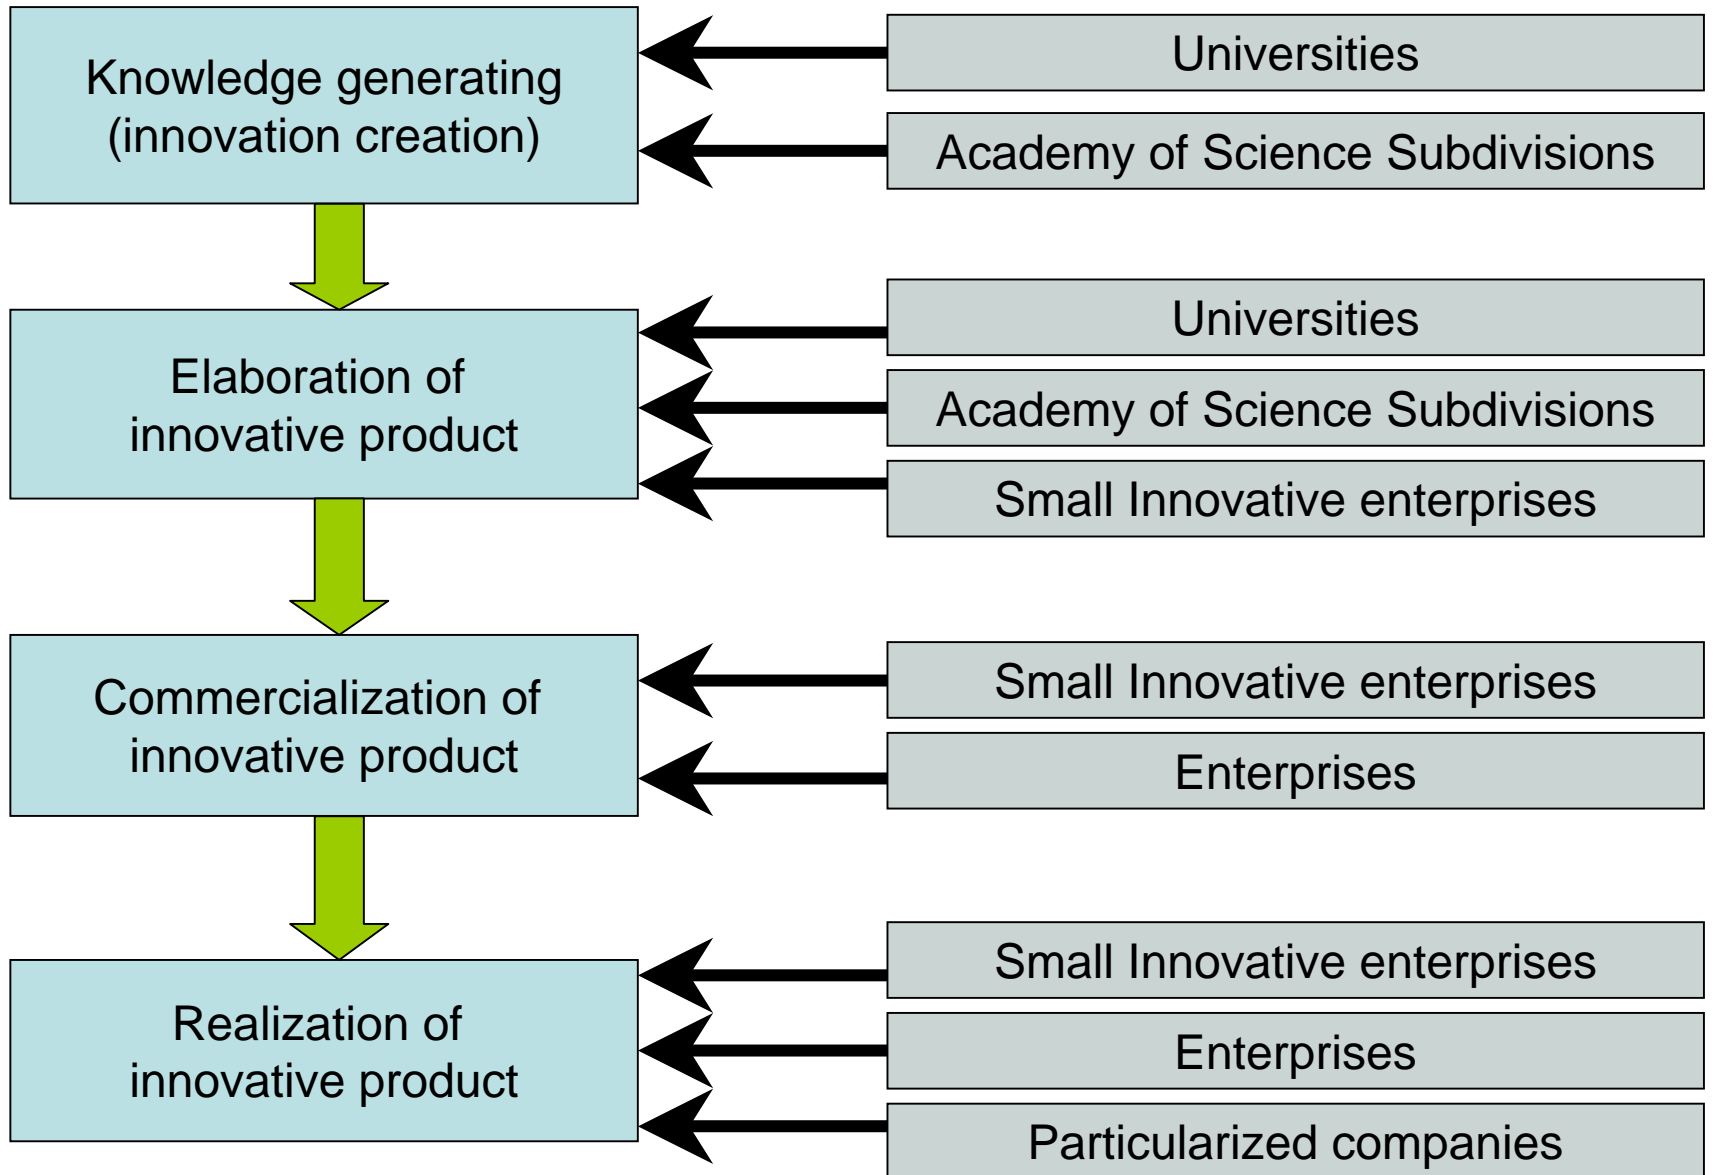 Knowledge generating
(innovation creation)
Universities
Academy of Science Subdivisions
Elaboration of
innovative product
Universities
Academy of Science Subdivisions
Small Innovative enterprises
Commercialization of
innovative product
Small Innovative enterprises
Enterprises
Realization of
innovative product
Small Innovative enterprises
Enterprises
Particularized companies